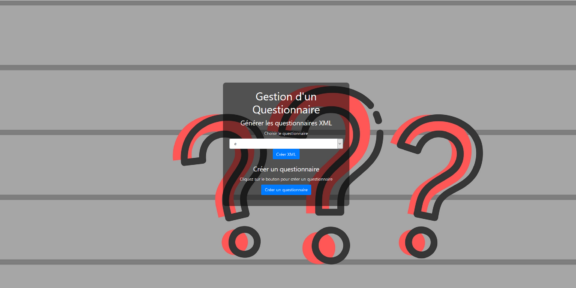 Gestion d'un
Questionnaire
Générer les questionnaires XML
Choisir le questionnaire
Créer XML
Créer un questionnaire
Cliquez sur le bouton pour créer un questionnaire
Créer un questionnaire